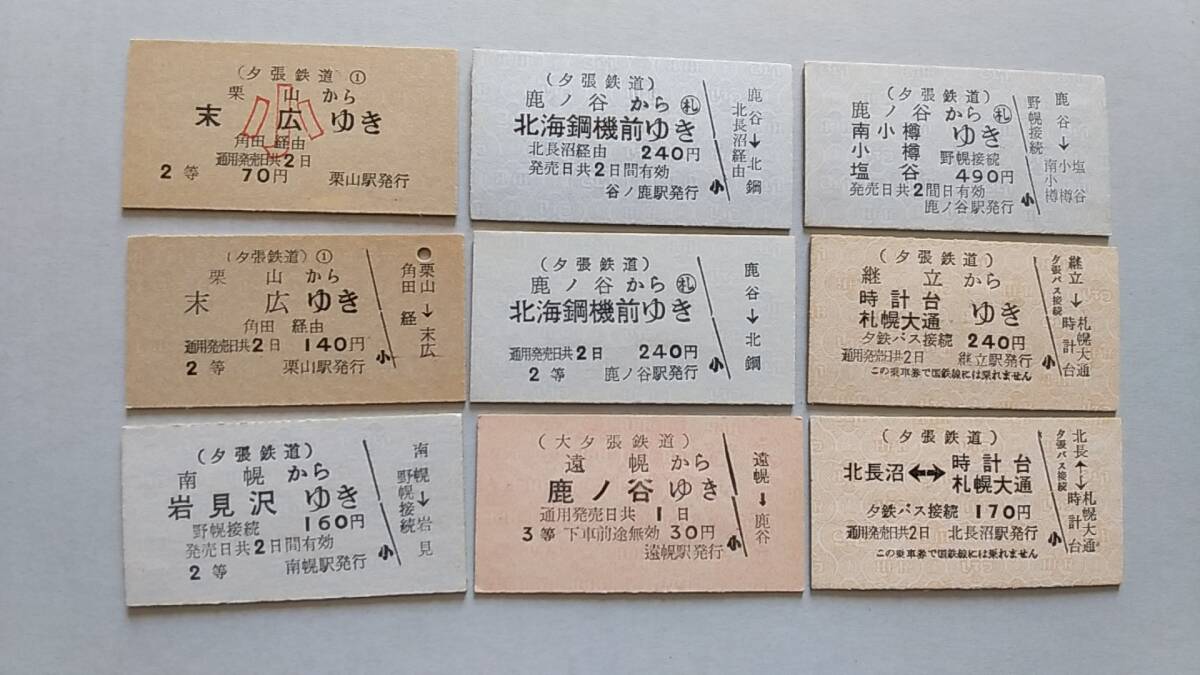 (夕張鉄道) ①
栗山から
末広ゆき
小
角田経由
通用発売日共2日
2等 70円 栗山駅発行
(夕張鉄道)
鹿ノ谷から ㊍
北海鋼機前ゆき
北長沼経由 240円
発売日共2日間有効
谷ノ鹿駅発行
鹿谷→北鋼
北長沼経由
小
(夕張鉄道)
鹿ノ谷から
南小樽
小樽 ゆき
塩谷
野幌接続
490円
発売日共2間日有効
鹿ノ谷駅発行
鹿谷→南小樽 小樽 塩谷
野幌接続
小
(夕張鉄道) ①
栗山から
末広ゆき
角田 経由
通用発売日共2日 140円
2等 栗山駅発行
栗山→末広
角田経
小
(夕張鉄道)
鹿ノ谷から
北海鋼機前ゆき
通用発売日共2日 240円
2等 鹿ノ谷駅発行
鹿谷→北鋼
小
(夕張鉄道)
継立から
時計台
札幌大通 ゆき
夕鉄バス接続 240円
通用発売日共2日 継立駅発行
この乗車券で国鉄線には乗れません
継立→札幌大通 時計台
夕張バス接続
小
(夕張鉄道)
南幌から
岩見沢ゆき
野幌接続 160円
発売日共2日間有効
2等 南幌駅発行
南幌→岩見
野幌接続
小
(大夕張鉄道)
遠幌から
鹿ノ谷ゆき
通用発売日共1日
3等 下車前途無効 30円
遠幌駅発行
遠幌→鹿谷
小
(夕張鉄道)
北長沼↔時計台
札幌大通
夕鉄バス接続 170円
通用発売日共2日 北長沼駅発行
この乗車券で国鉄線には乗れません
北長↔札幌大通 時計台
夕張バス接続
小